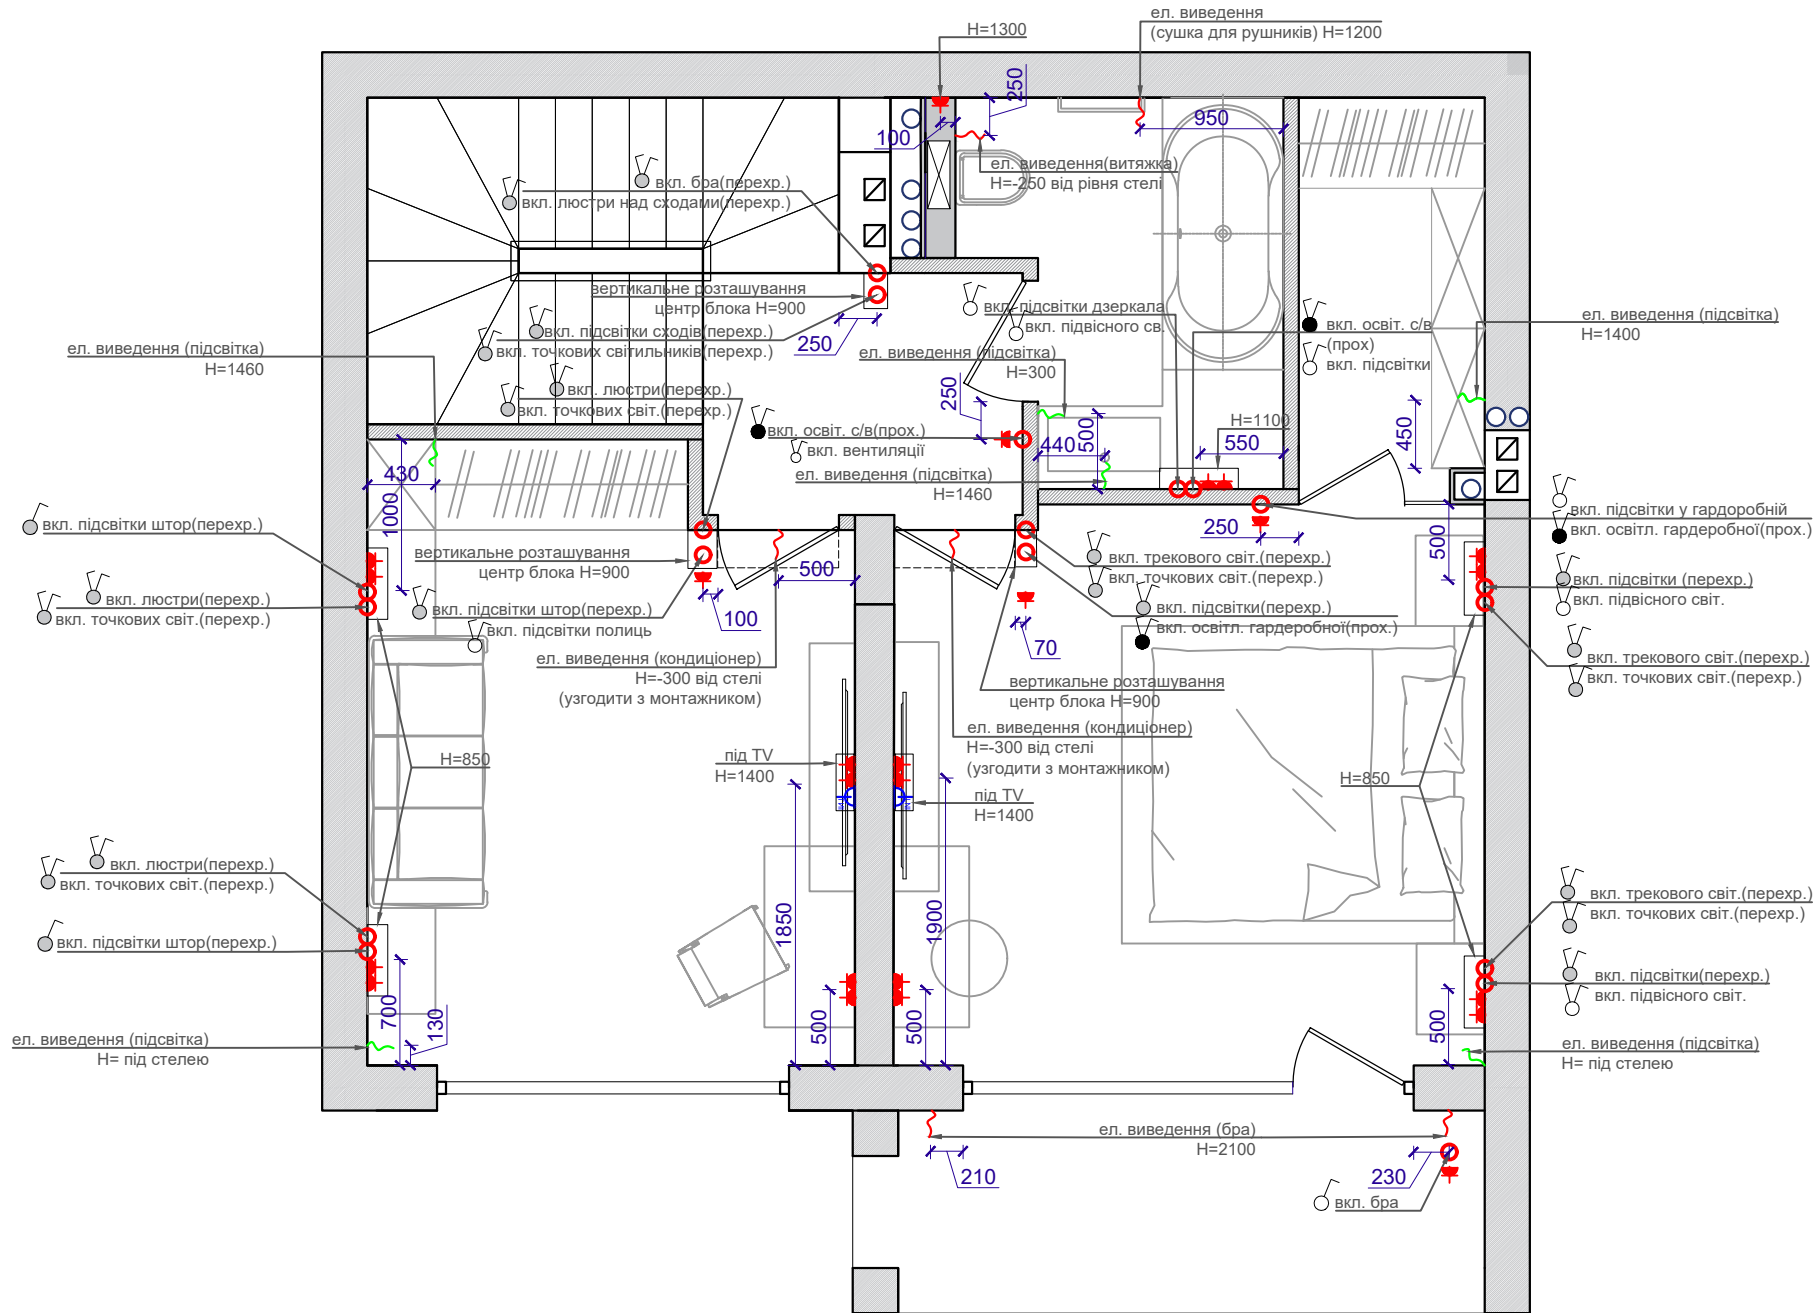 ел. виведення
(сушка для рушників) H=1200
H=1300
250
100
950
ел. виведення(витяжка)
H=-250 від рівня стелі
вкл. бра(перехр.)
вкл. люстри над сходами(перехр.)
вертикальне розташування
центр блока H=900
вкл. підсвітки сходів(перехр.)
вкл. точкових світильників(перехр.)
250
вкл. підсвітки дзеркала
вкл. підвісного св.
вкл. освіт. с/в
(прох)
вкл. підсвітки
ел. виведення (підсвітка)
H=1400
ел. виведення (підсвітка)
H=1460
ел. виведення (підсвітка)
H=300
вкл. люстри(перехр.)
вкл. точкових світ.(перехр.)
250
вкл. освіт. с/в(прох.)
вкл. вентиляції
440
500
H=1100
550
450
ел. виведення (підсвітка)
H=1460
430
1000
вкл. підсвітки штор(перехр.)
вертикальне розташування
центр блока H=900
500
250
500
вкл. підсвітки у гардоробній
вкл. освітл. гардеробної(прох.)
вкл. трекового світ.(перехр.)
вкл. точкових світ.(перехр.)
вкл. підсвітки (перехр.)
вкл. підвісного світ.
вкл. люстри(перехр.)
вкл. точкових світ.(перехр.)
вкл. підсвітки штор(перехр.)
вкл. підсвітки полиць
100
вкл. підсвітки(перехр.)
вкл. освітл. гардеробної(прох.)
70
ел. виведення (кондиціонер)
H=-300 від стелі
(узгодити з монтажником)
вкл. трекового світ.(перехр.)
вкл. точкових світ.(перехр.)
вертикальне розташування
центр блока H=900
ел. виведення (кондиціонер)
H=-300 від стелі
(узгодити з монтажником)
H=850
під TV
H=1400
під TV
H=1400
H=850
вкл. люстри(перехр.)
вкл. точкових світ.(перехр.)
вкл. підсвітки штор(перехр.)
1850
1900
вкл. трекового світ.(перехр.)
вкл. точкових світ.(перехр.)
вкл. підсвітки(перехр.)
вкл. підвісного світ.
700
130
500
500
500
ел. виведення (підсвітка)
H= під стелею
ел. виведення (підсвітка)
H= під стелею
ел. виведення (бра)
H=2100
210
230
вкл. бра